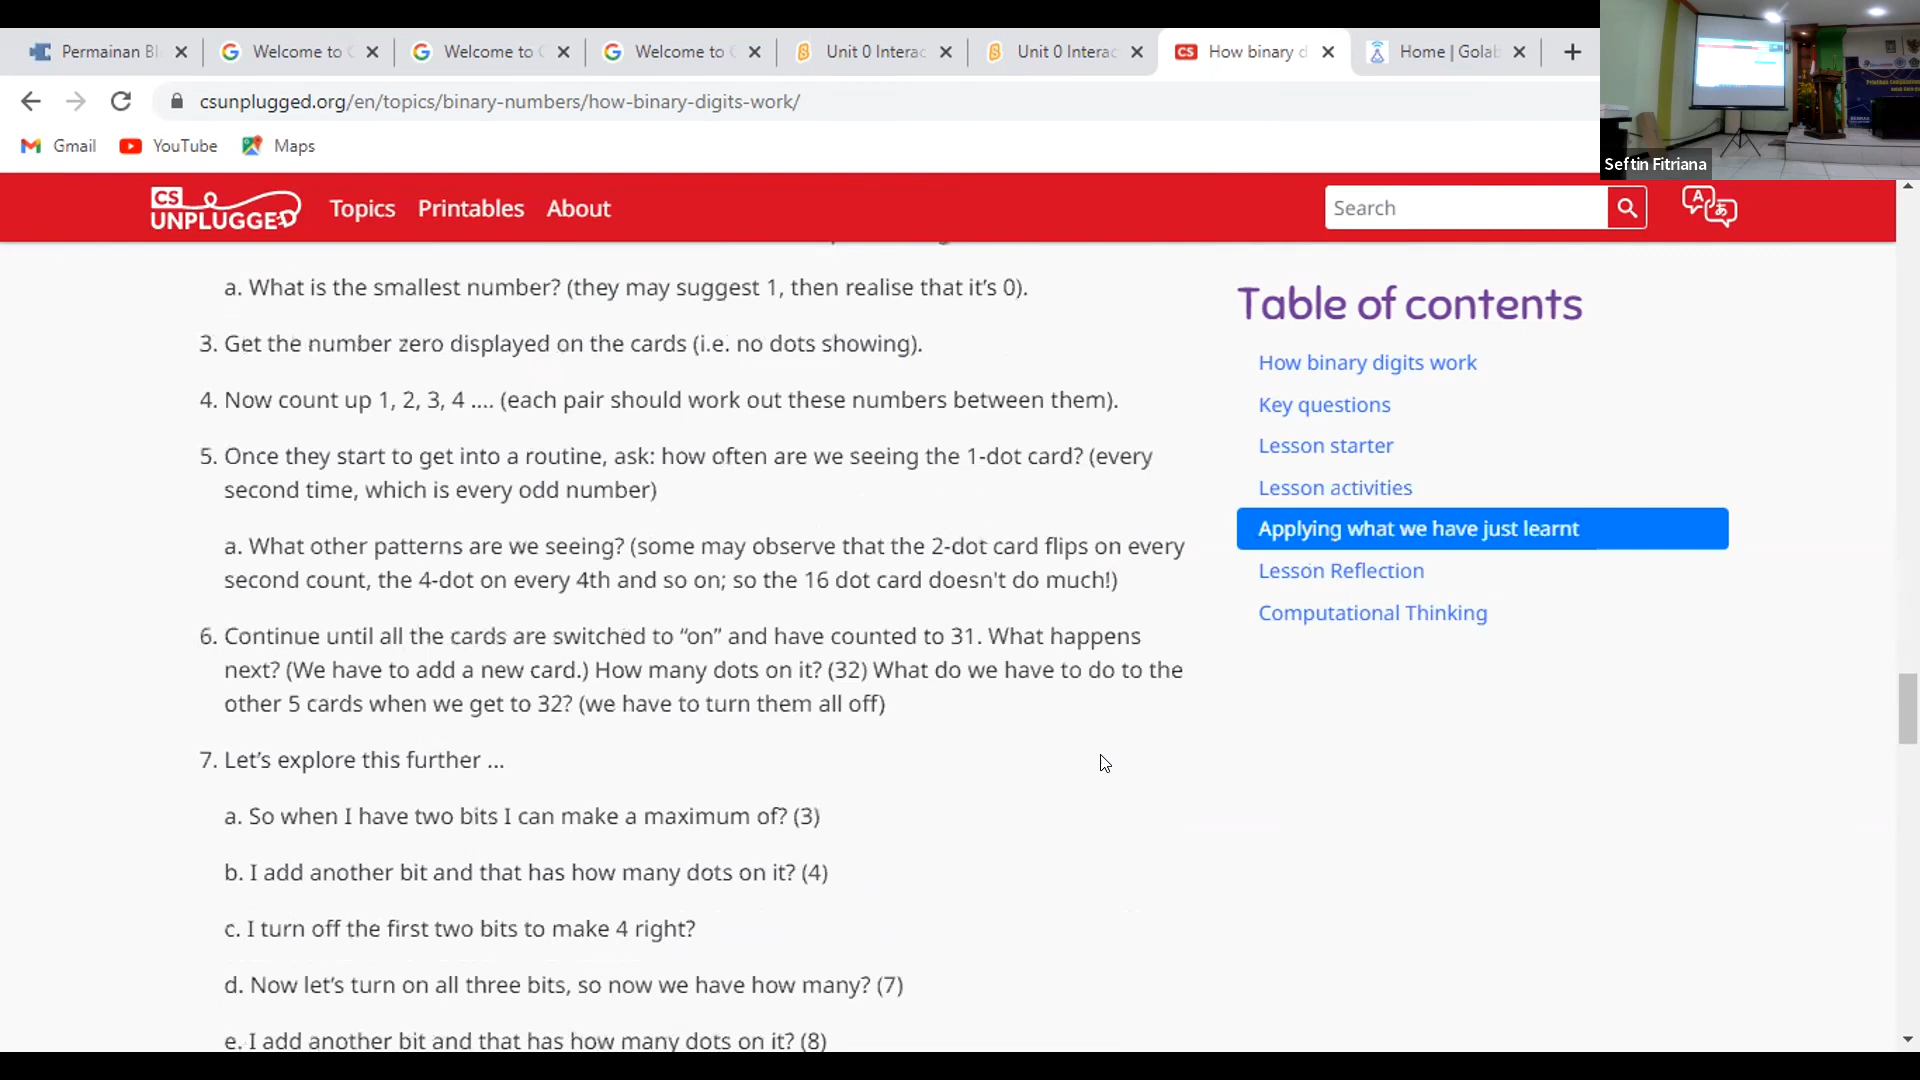 Permainan Bl
Welcome to C
Welcome to C
Welcome to C
Unit 0 Interac
Unit 0 Interac
How binary d
Home | Golab
csunplugged.org/en/topics/binary-numbers/how-binary-digits-work/
Gmail
YouTube
Maps
Seftin Fitriana
CS
UNPLUGGED
Topics
Printables
About
Search
a. What is the smallest number? (they may suggest 1, then realise that it’s 0).
3. Get the number zero displayed on the cards (i.e. no dots showing).
4. Now count up 1, 2, 3, 4 .... (each pair should work out these numbers between them).
5. Once they start to get into a routine, ask: how often are we seeing the 1-dot card? (every
second time, which is every odd number)
a. What other patterns are we seeing? (some may observe that the 2-dot card flips on every
second count, the 4-dot on every 4th and so on; so the 16 dot card doesn't do much!)
6. Continue until all the cards are switched to “on” and have counted to 31. What happens
next? (We have to add a new card.) How many dots on it? (32) What do we have to do to the
other 5 cards when we get to 32? (we have to turn them all off)
7. Let’s explore this further ...
a. So when I have two bits I can make a maximum of? (3)
b. I add another bit and that has how many dots on it? (4)
c. I turn off the first two bits to make 4 right?
d. Now let’s turn on all three bits, so now we have how many? (7)
e. I add another bit and that has how many dots on it? (8)
Table of contents
How binary digits work
Key questions
Lesson starter
Lesson activities
Applying what we have just learnt
Lesson Reflection
Computational Thinking